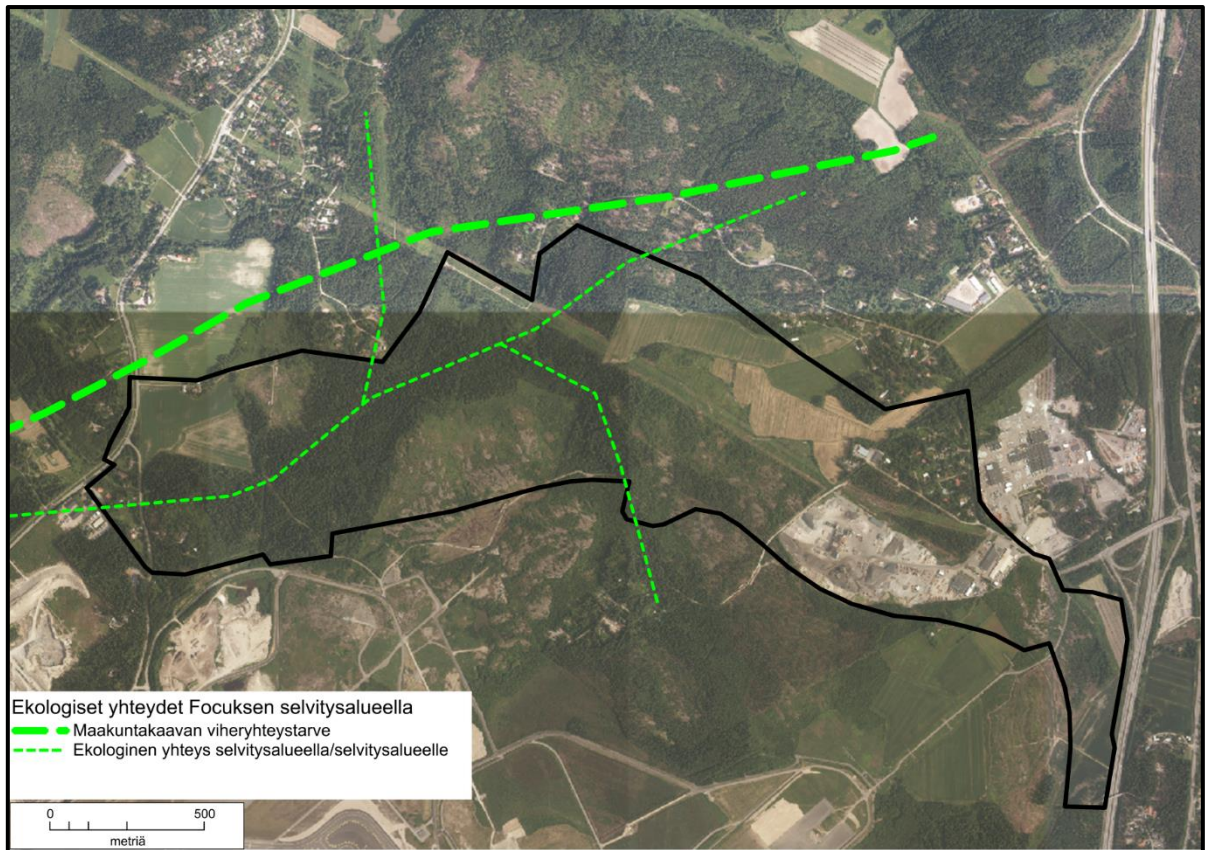 Ekologiset yhteydet Focuksen selvitysalueella
Maakuntakaavan viheryhteystarve
Ekologinen yhteys selvitysalueella/selvitysalueelle
0 500
metriä